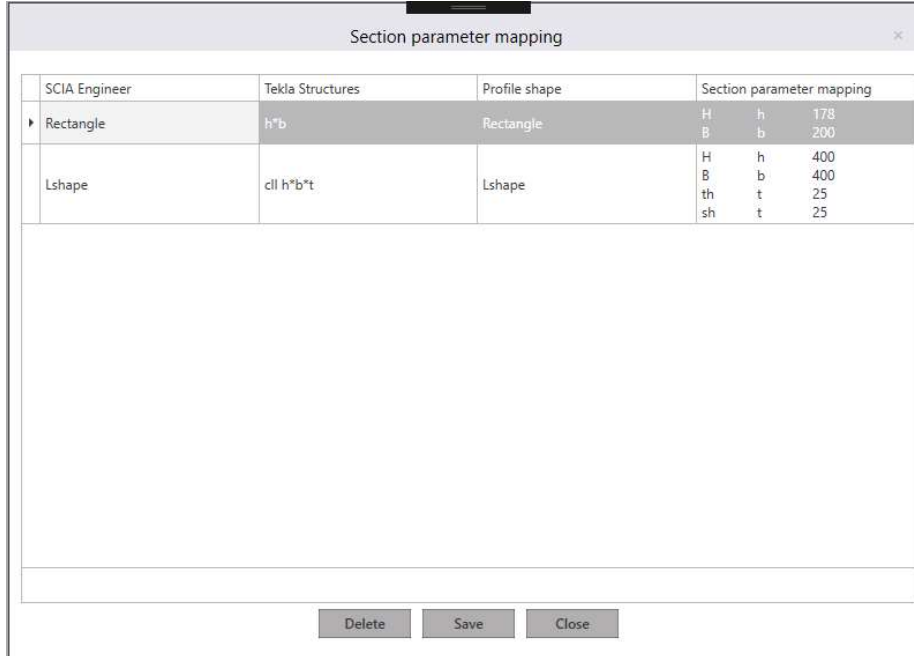 Section parameter mapping
×
SCIA Engineer Tekla Structures Profile shape Section parameter mapping
Rectangle h*b Rectangle H h 178
B b 200
Lshape cll h*b*t Lshape H h 400
B b 400
th t 25
sh t 25
Delete Save Close